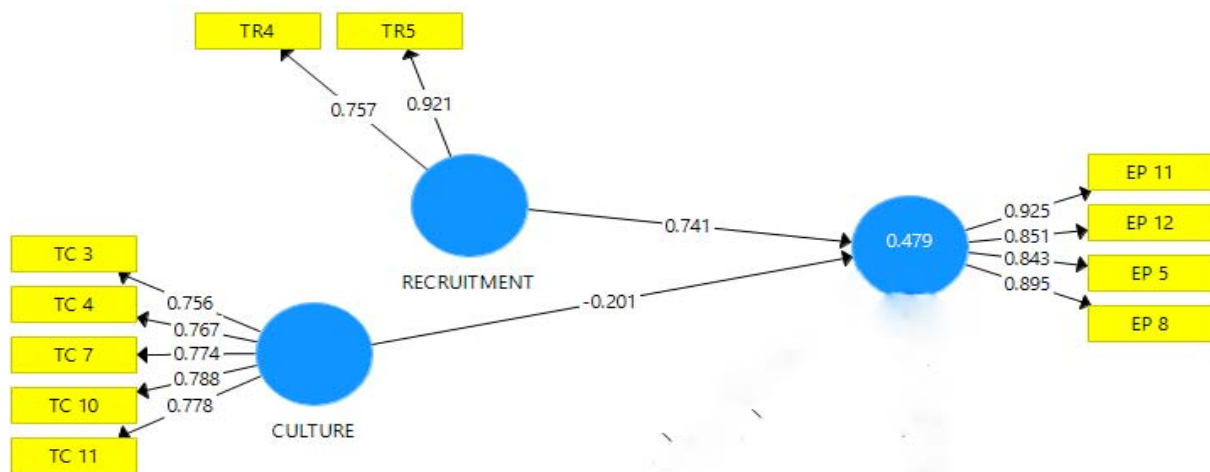 TR4
TR5
0.757
0.921
RECRUITMENT
0.741
TC 3
TC 4
TC 7
TC 10
TC 11
0.756
0.767
0.774
0.788
0.778
CULTURE
-0.201
0.479
0.925
0.851
0.843
0.895
EP 11
EP 12
EP 5
EP 8